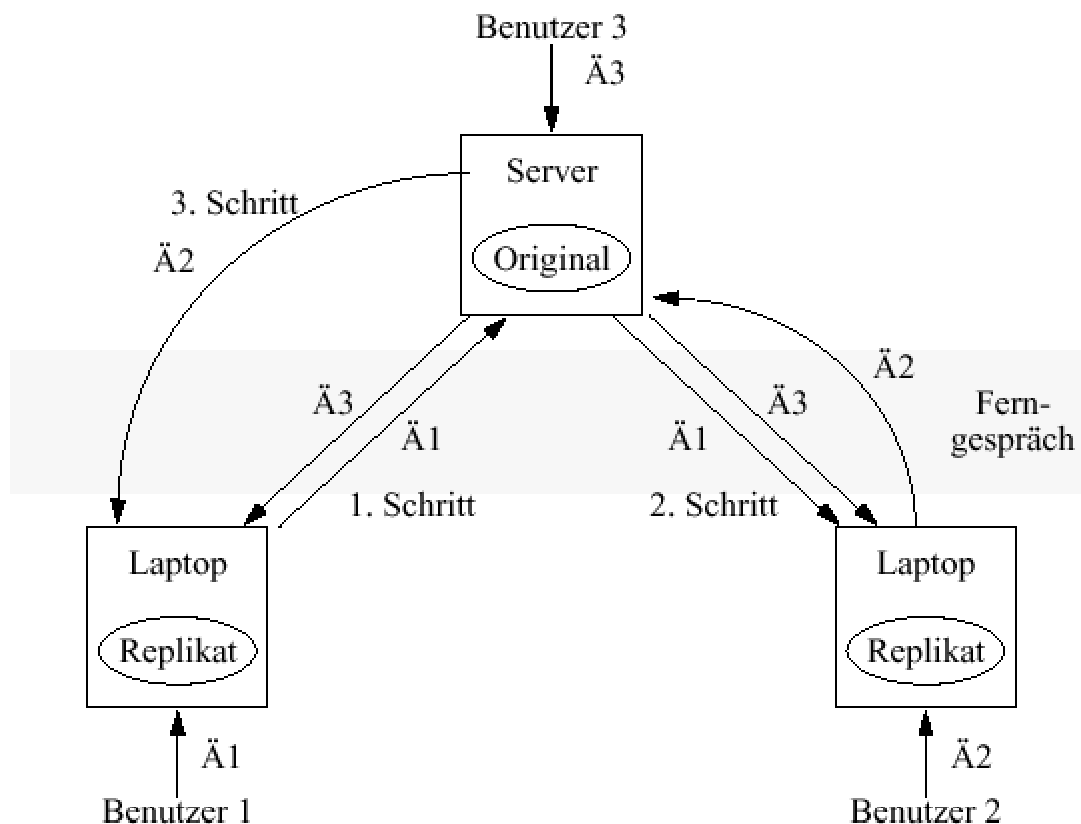 Benutzer 3
Ä3
Server
3. Schritt
Original
Ä2
Ä2
Ä3
Ä3
Fern-
Ä1
Ä1
gespräch
1. Schritt
2. Schritt
Laptop
Laptop
Replikat
Replikat
Ä1
Ä2
Benutzer 1
Benutzer 2